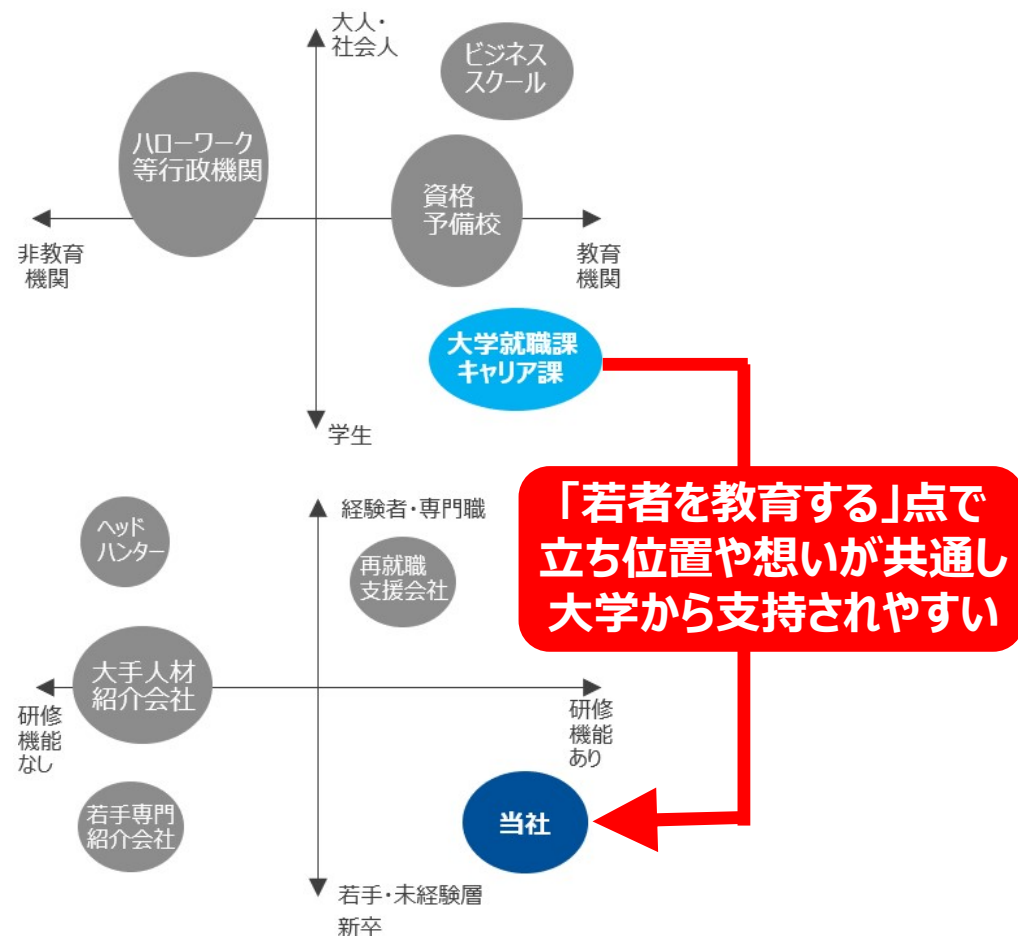 大人・
社会人
ビジネス
スクール
ハローワーク
等行政機関
資格
予備校
非教育
機関
教育
機関
大学就職課
キャリア課
学生
「若者を教育する」点で
立ち位置や想いが共通し
大学から支持されやすい
ヘッド
ハンター
経験者・専門職
再就職
支援会社
大手人材
紹介会社
研修
機能
なし
研修
機能
あり
若手専門
紹介会社
当社
若手・未経験層
新卒